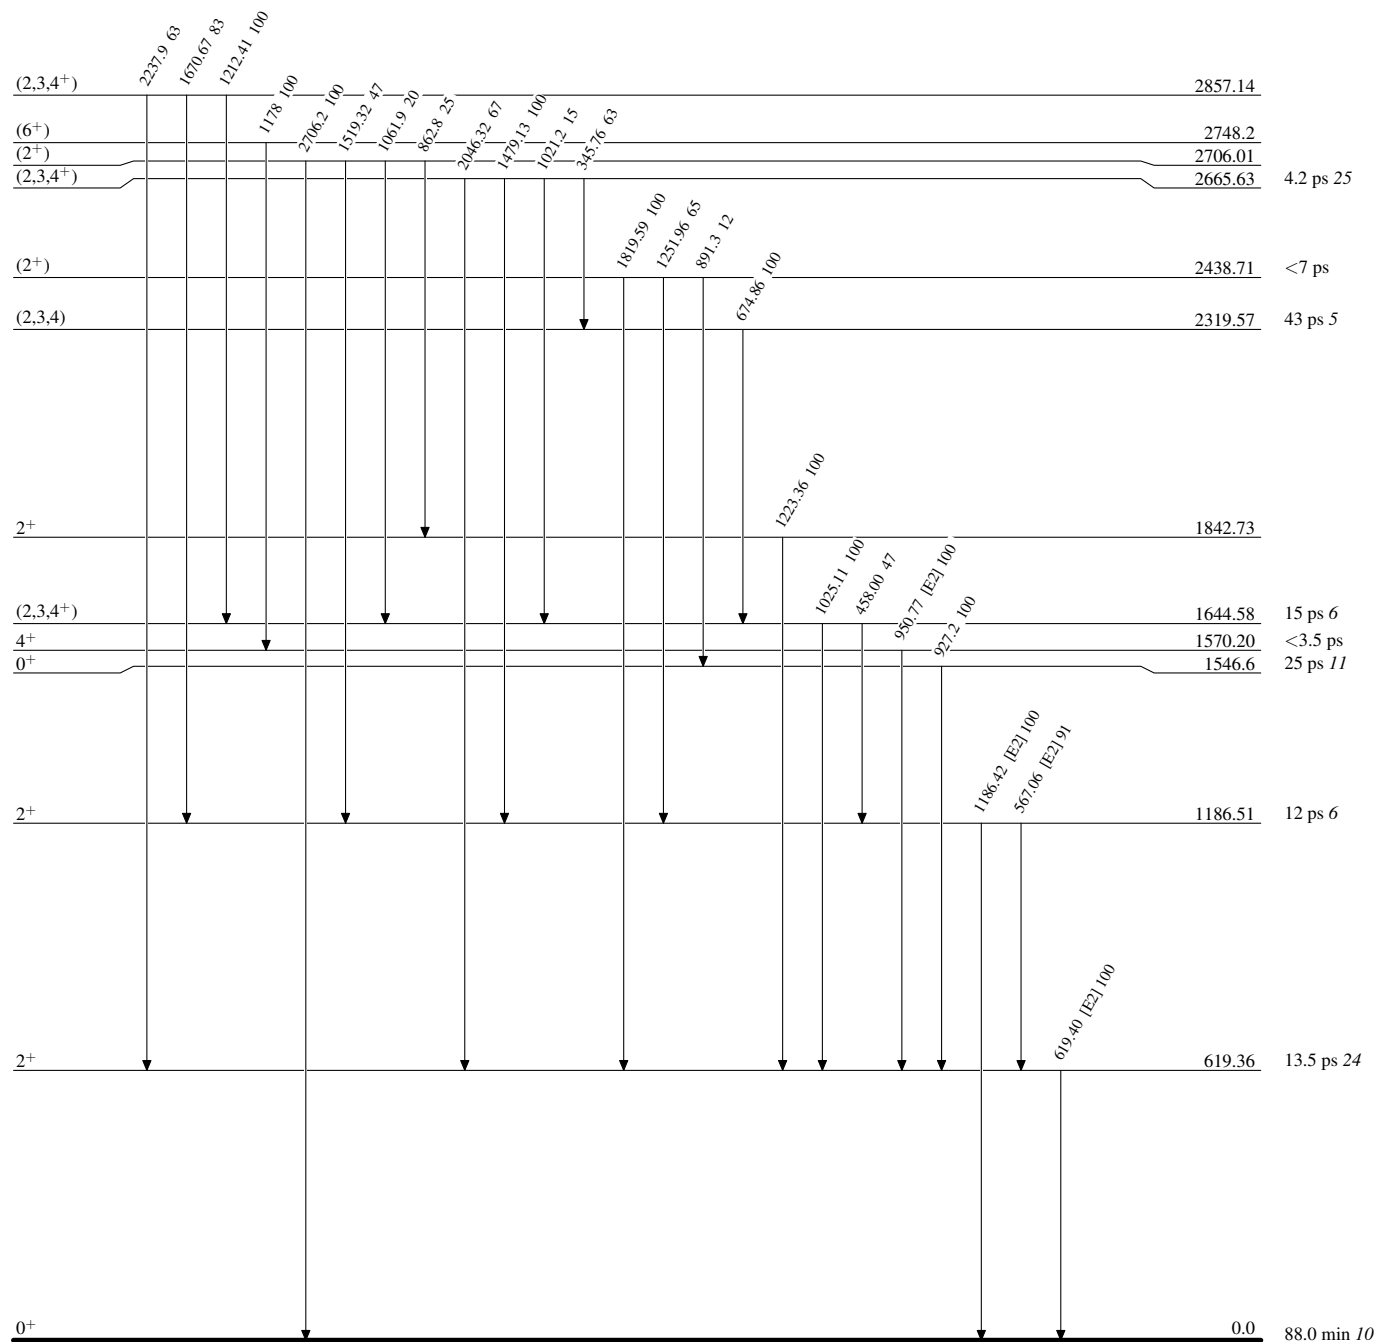 2237.9 63
1670.67 83
1212.41 100
(2,3,4+) 2857.14
1178 100
(6+) 2748.2
2706.2 100
1519.32 47
1061.9 20
862.8 25
(2+) 2706.01
2046.32 67
1479.13 100
1021.2 15
345.76 63
(2,3,4+) 2665.63 4.2 ps 25
1819.59 100
1251.96 65
891.3 12
(2+) 2438.71 <7 ps
674.86 100
(2,3,4) 2319.57 43 ps 5
1223.36 100
2+ 1842.73
1025.11 100
458.00 47
(2,3,4+) 1644.58 15 ps 6
950.77 [E2] 100
4+ 1570.20 <3.5 ps
927.2 100
0+ 1546.6 25 ps 11
1186.42 [E2] 100
567.06 [E2] 91
2+ 1186.51 12 ps 6
619.40 [E2] 100
2+ 619.36 13.5 ps 24
0+ 0.0 88.0 min 10